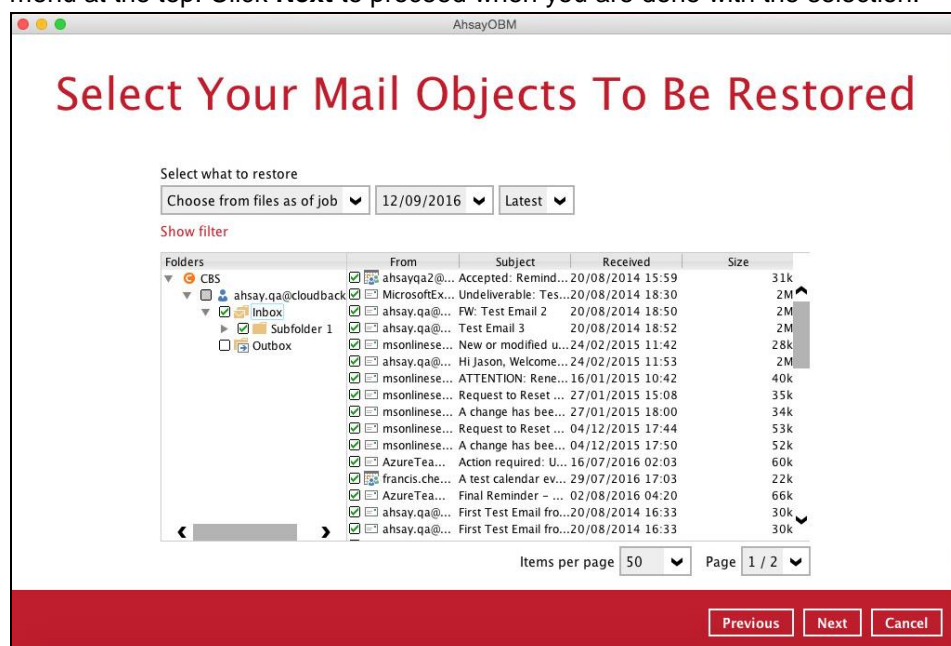 menu at the top. Click Next to proceed when you are done with the selection.
AhsayOBM
Select Your Mail Objects To Be Restored
Select what to restore
Choose from files as of job 12/09/2016 Latest
Show filter
Folders From Subject Received Size
CBS
ahsay.qa@cloudback
Inbox
Subfolder 1
Outbox
ahsayqa2@... Accepted: Remind... 20/08/2014 15:59 31k
MicrosoftEx... Undeliverable: Tes... 20/08/2014 18:30 2M
ahsay.qa@... FW: Test Email 2 20/08/2014 18:50 2M
ahsay.qa@... Test Email 3 20/08/2014 18:52 2M
msonlinese... New or modified u... 24/02/2015 11:42 28k
ahsay.qa@... Hi Jason, Welcome... 24/02/2015 11:53 2M
msonlinese... ATTENTION: Rene... 16/01/2015 10:42 40k
msonlinese... Request to Reset ... 27/01/2015 15:08 35k
msonlinese... A change has bee... 27/01/2015 18:00 34k
msonlinese... Request to Reset ... 04/12/2015 17:44 53k
msonlinese... A change has bee... 04/12/2015 17:50 52k
AzureTea... Action required: U... 16/07/2016 02:03 60k
francis.che... A test calendar ev... 29/07/2016 17:03 22k
AzureTea... Final Reminder – ... 02/08/2016 04:20 66k
ahsay.qa@... First Test Email fro... 20/08/2014 16:33 30k
ahsay.qa@... First Test Email fro... 20/08/2014 16:33 30k
Items per page 50 Page 1 / 2
Previous Next Cancel